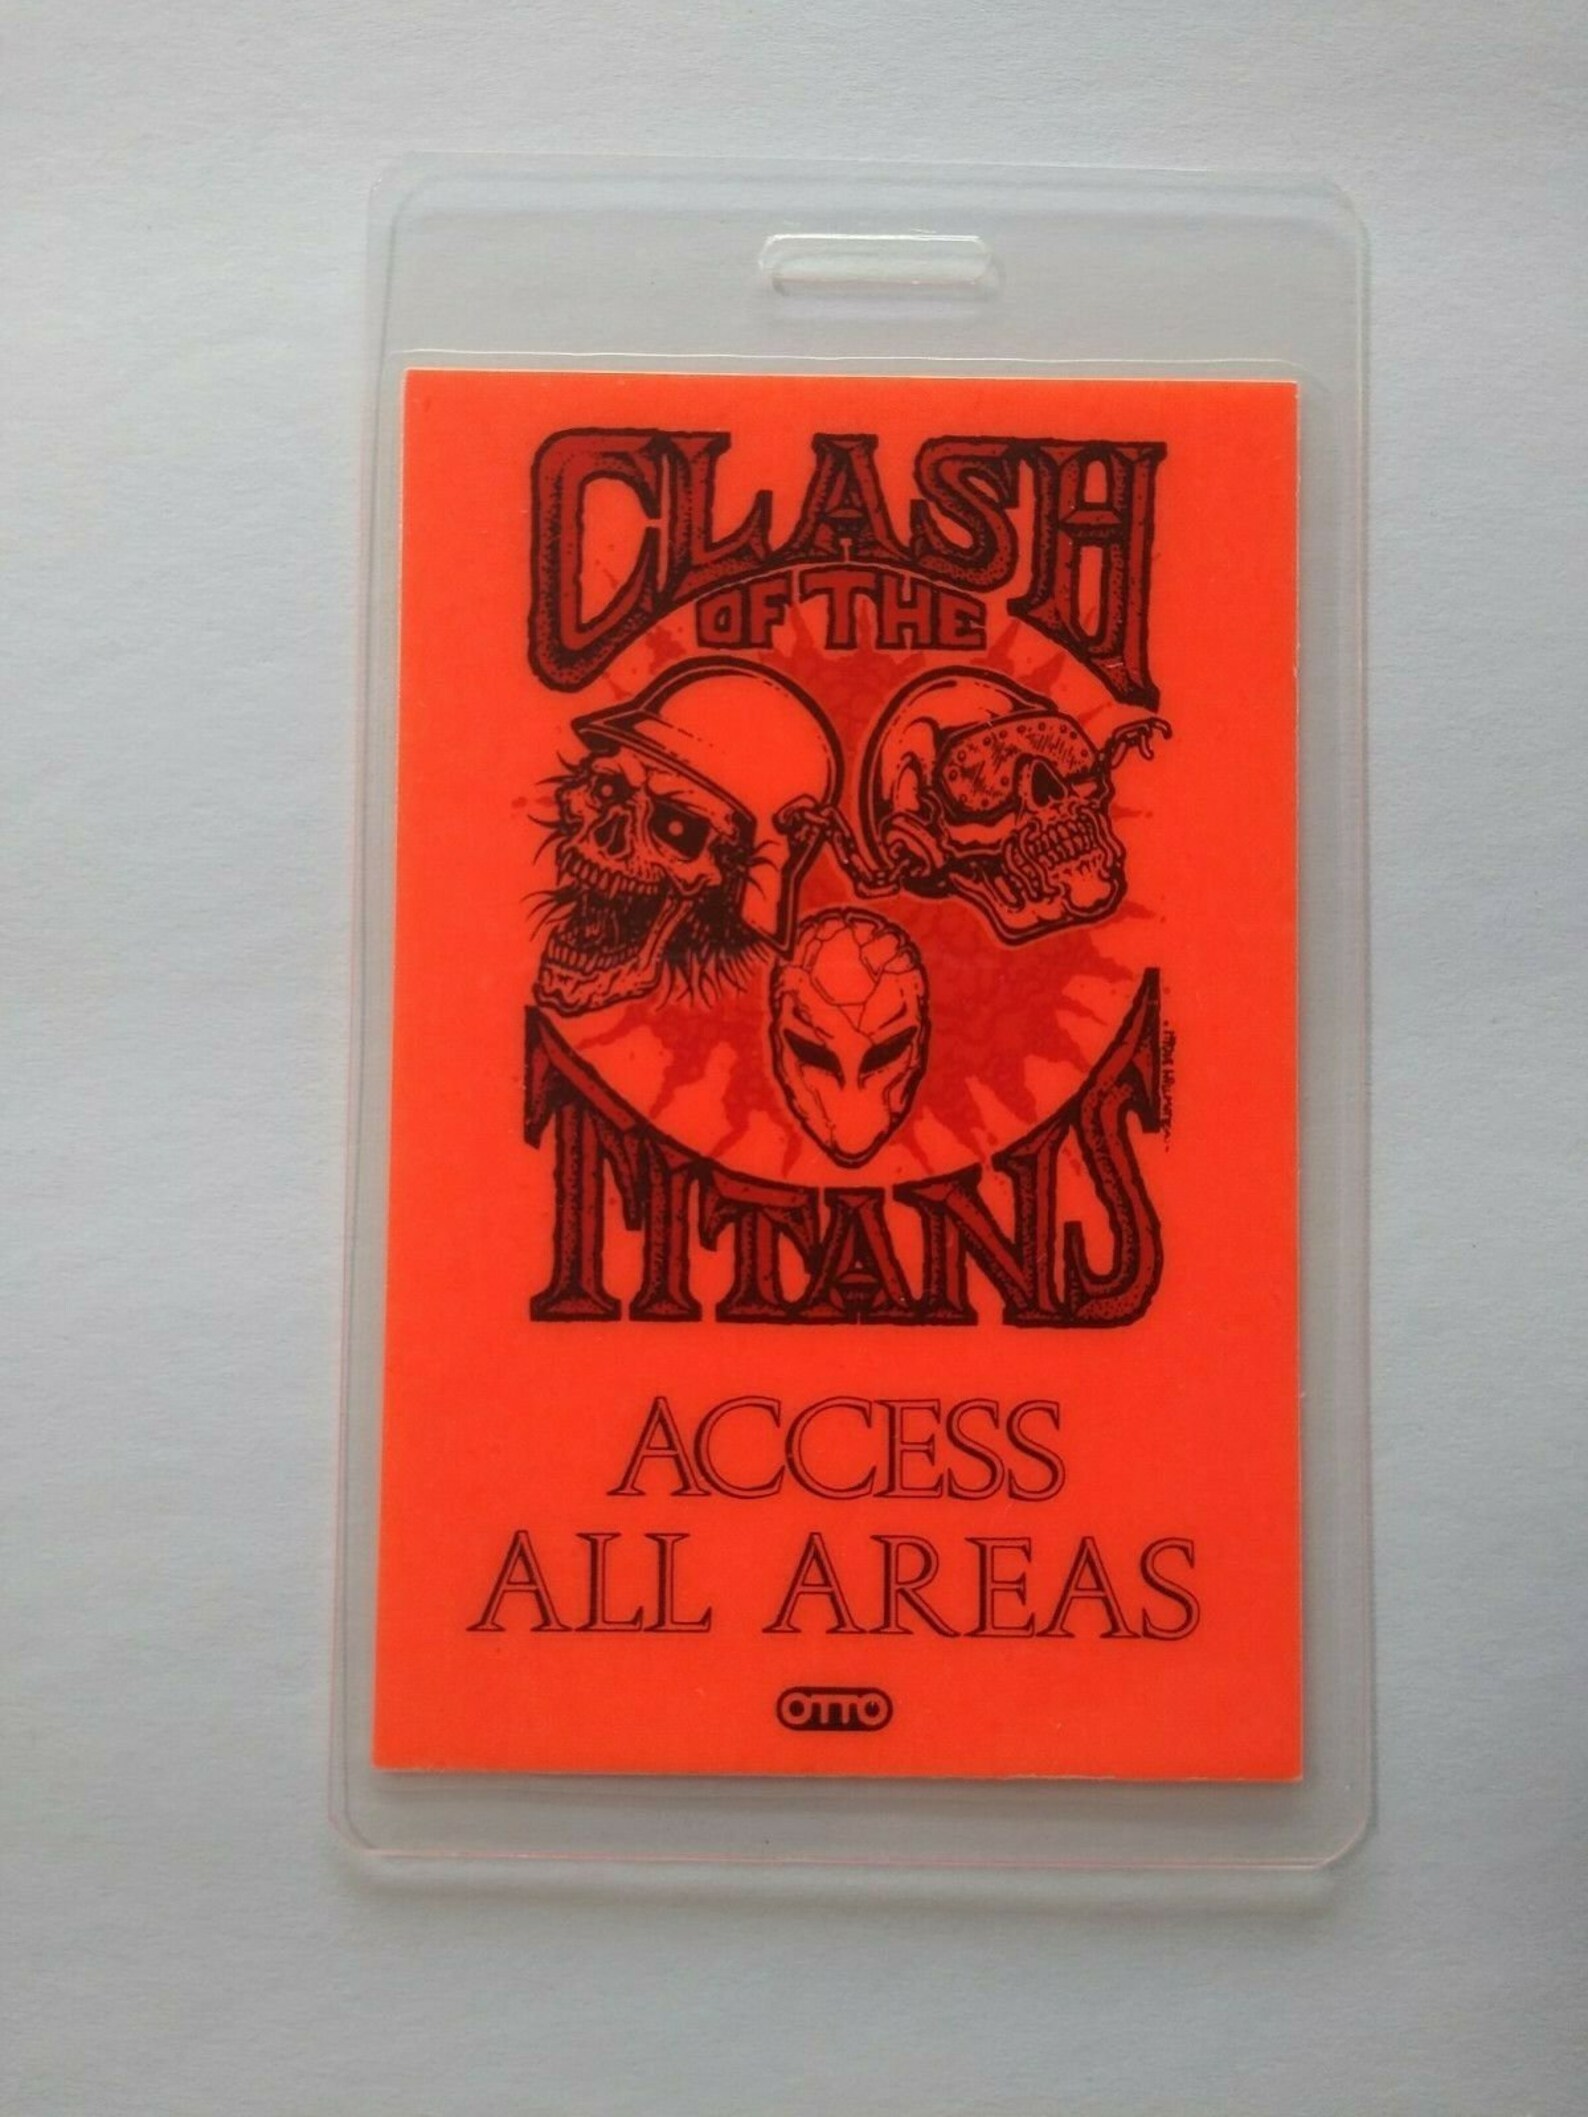 CLASH
OF THE
TITANS
ACCESS
ALL AREAS
OTTO